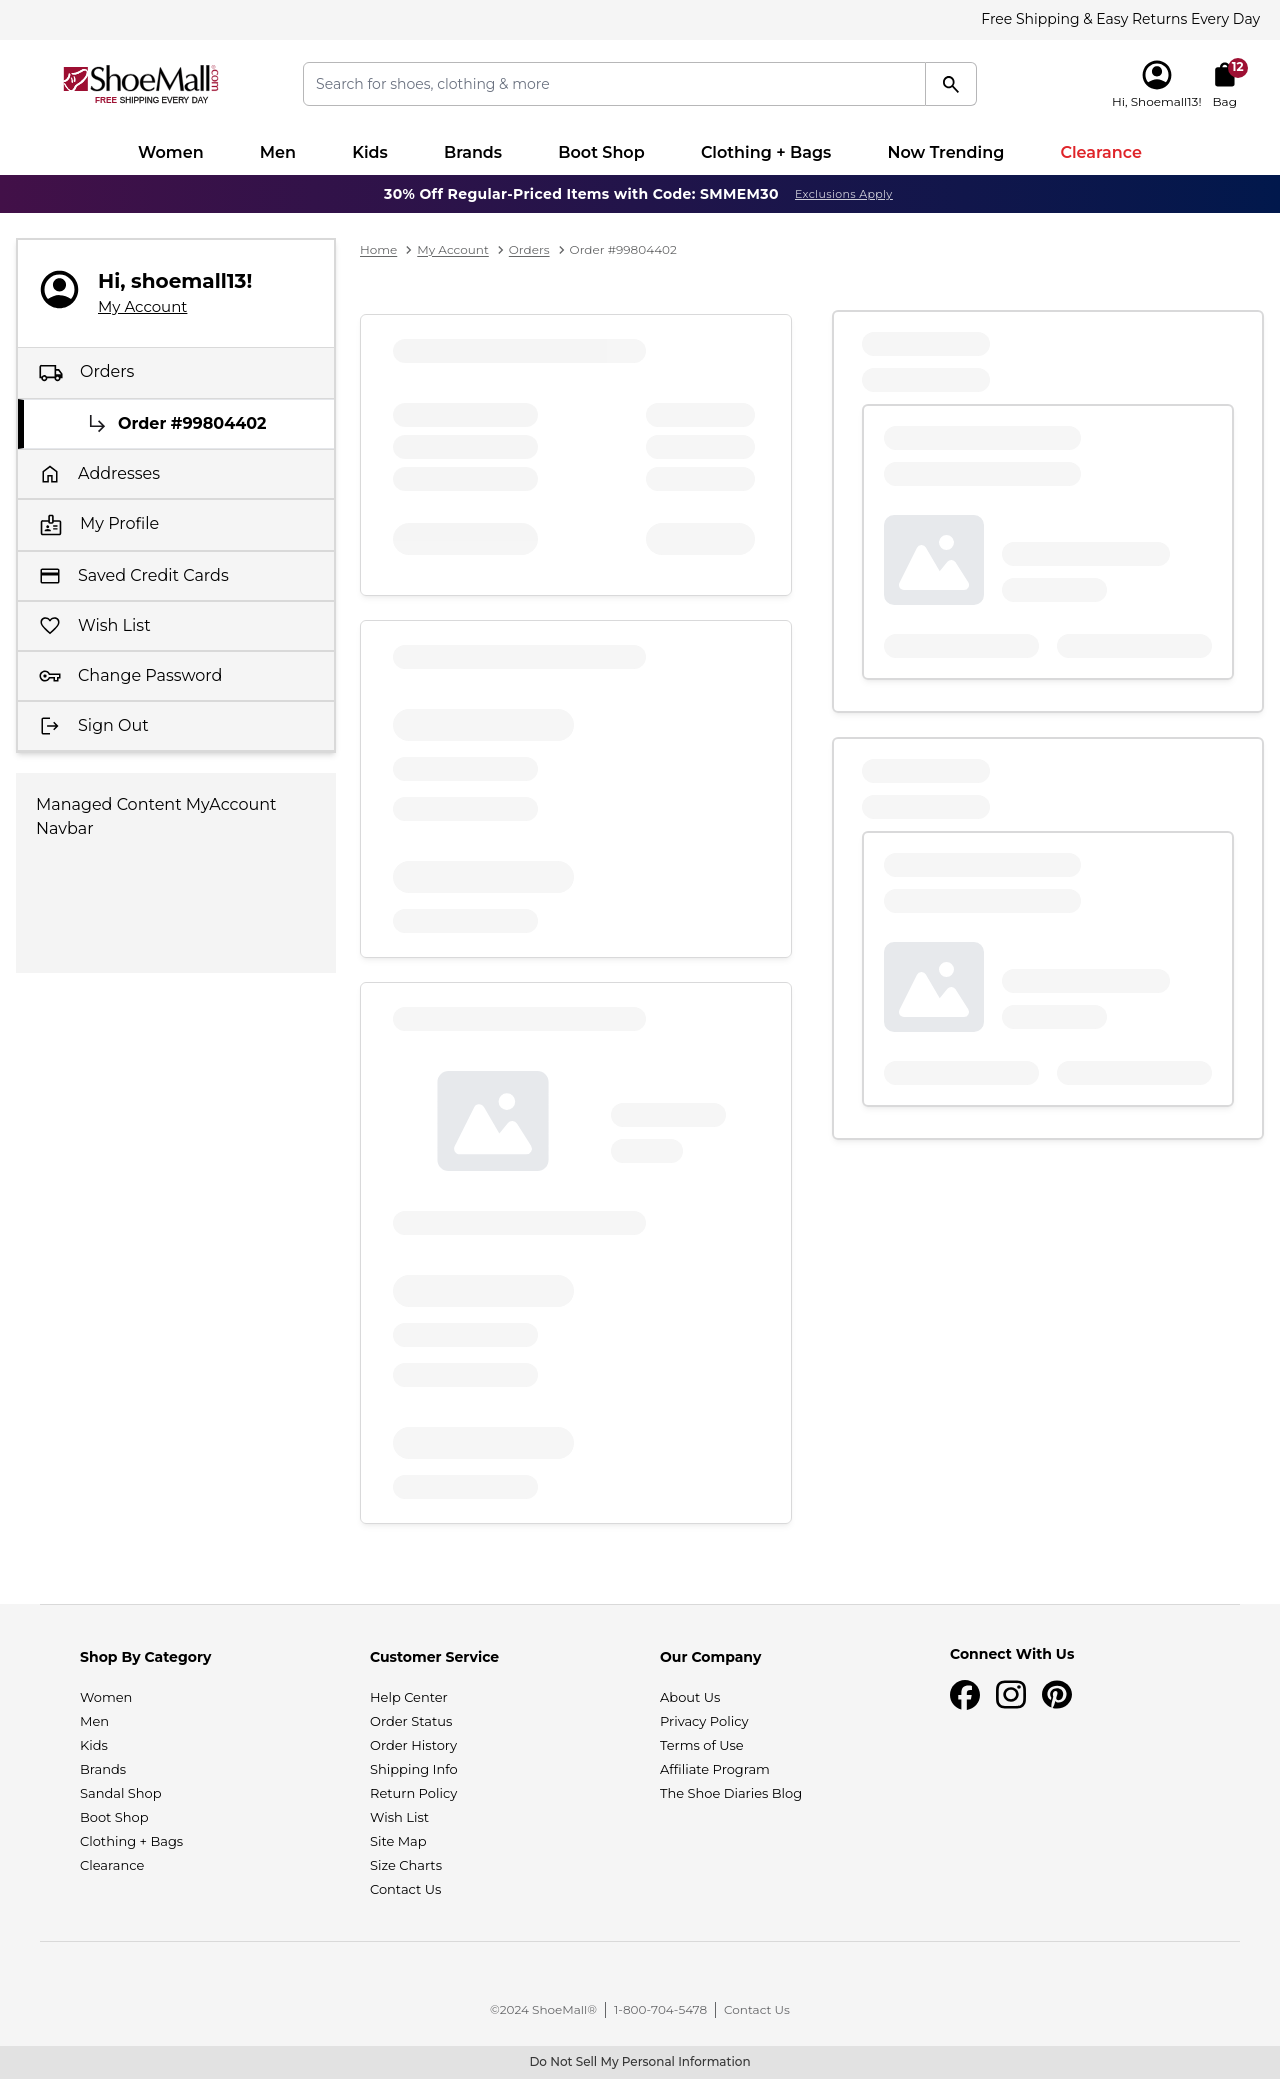 Free Shipping & Easy Returns Every Day
ShoeMall.com
FREE SHIPPING EVERY DAY
Search for shoes, clothing & more
12
Hi, Shoemall13!
Bag
Women
Men
Kids
Brands
Boot Shop
Clothing + Bags
Now Trending
Clearance
30% Off Regular-Priced Items with Code: SMMEM30
Exclusions Apply
Home
My Account
Orders
Order #99804402
Hi, shoemall13!
My Account
Orders
Order #99804402
Addresses
My Profile
Saved Credit Cards
Wish List
Change Password
Sign Out
Managed Content MyAccount
Navbar
Shop By Category
Women
Men
Kids
Brands
Sandal Shop
Boot Shop
Clothing + Bags
Clearance
Customer Service
Help Center
Order Status
Order History
Shipping Info
Return Policy
Wish List
Site Map
Size Charts
Contact Us
Our Company
About Us
Privacy Policy
Terms of Use
Affiliate Program
The Shoe Diaries Blog
Connect With Us
©2024 ShoeMall®
1-800-704-5478
Contact Us
Do Not Sell My Personal Information